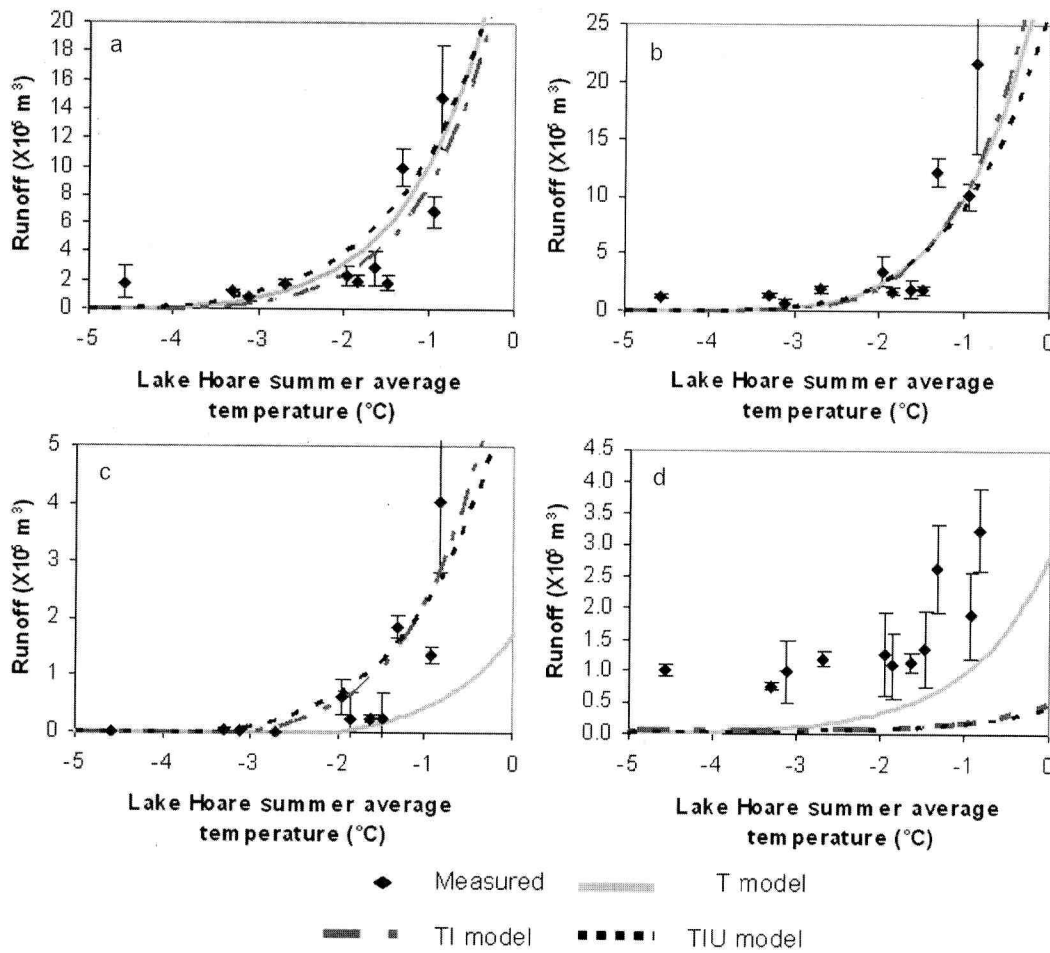 a
Runoff (X10⁶ m³)
20
18
16
14
12
10
8
6
4
2
0
-5 -4 -3 -2 -1 0
Lake Hoare summer average
temperature (°C)
b
Runoff (X10⁶ m³)
25
20
15
10
5
0
-5 -4 -3 -2 -1 0
Lake Hoare summer average
temperature (°C)
c
Runoff (X10⁶ m³)
5
4
3
2
1
0
-5 -4 -3 -2 -1 0
Lake Hoare summer average
temperature (°C)
d
Runoff (X10⁶ m³)
4.5
4.0
3.5
3.0
2.5
2.0
1.5
1.0
0.5
0.0
-5 -4 -3 -2 -1 0
Lake Hoare summer average
temperature (°C)
Measured
T model
TI model
TIU model